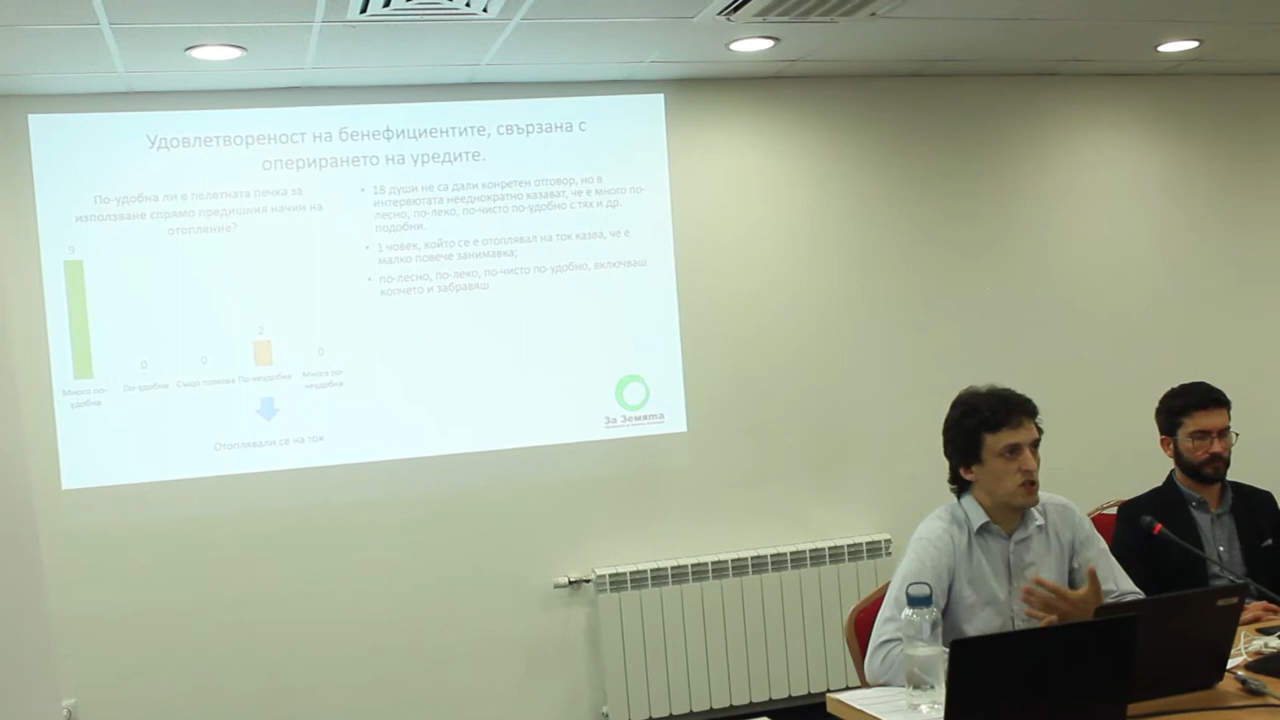 Удовлетвореност на бенефициентите, свързана с
оперирането на уредите.
По-удобна ли е пелетната печка за
използване спрямо предишния начин на
отопление?
9
0
0
2
0
Много по-
удобна
По-удобна
Също толкова
По-неудобна
Много по-
неудобна
Отоплявали се на ток
• 18 души не са дали конретен отговор, но в
интервютата нееднократно казават, че е много по-
лесно, по-леко, по-чисто по-удобно с тях и др.
подобни.
• 1 човек, който се е отоплявал на ток казва, че е
малко повече занимавка;
• по-лесно, по-леко, по-чисто по-удобно, включваш
копчето и забравяш
За Земята